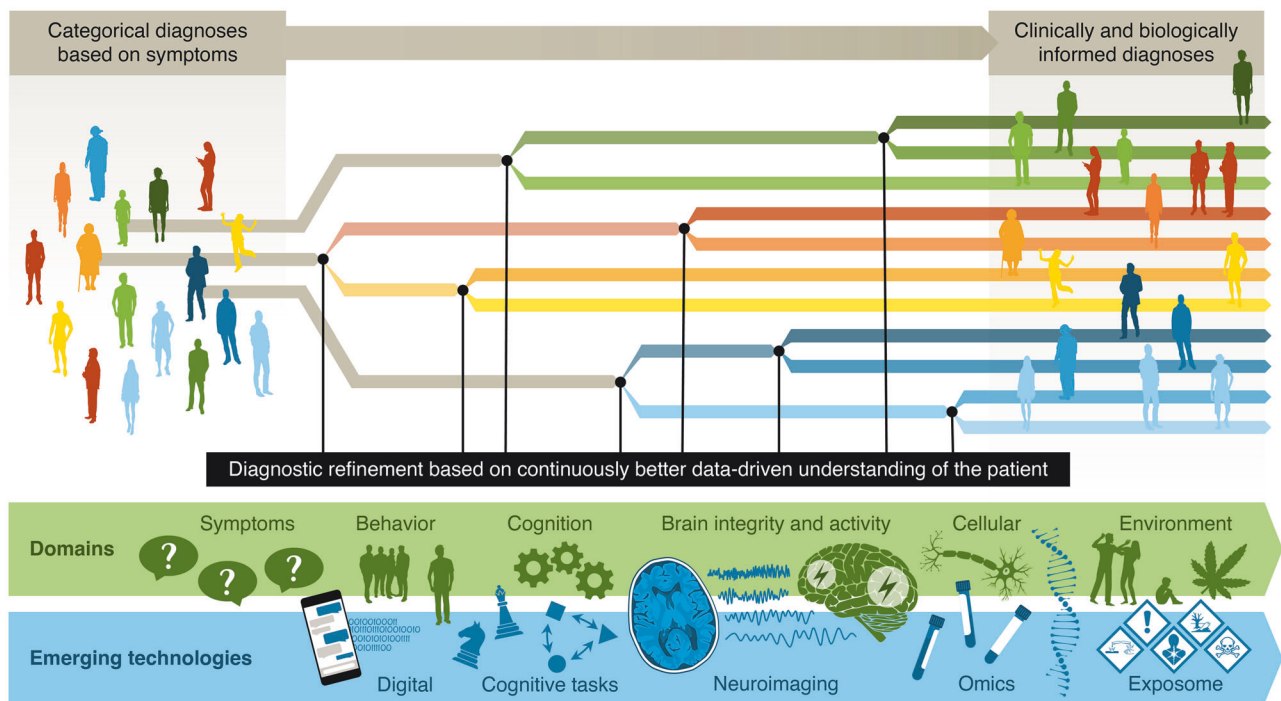 Categorical diagnoses
based on symptoms
Clinically and biologically
informed diagnoses
Diagnostic refinement based on continuously better data-driven understanding of the patient
Domains
Symptoms
Behavior
Cognition
Brain integrity and activity
Cellular
Environment
? ? ?
!
Emerging technologies
Digital
Cognitive tasks
Neuroimaging
Omics
Exposome